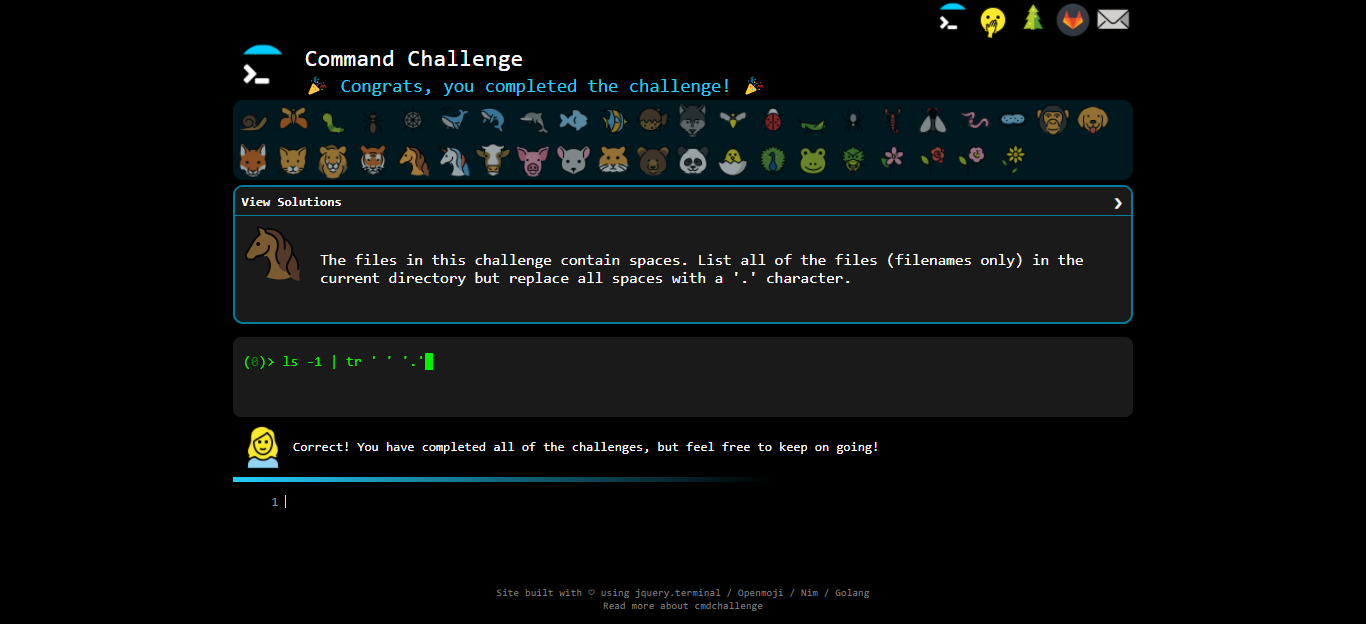 Command Challenge
Congrats, you completed the challenge!
View Solutions
The files in this challenge contain spaces. List all of the files (filenames only) in the
current directory but replace all spaces with a '.' character.
(0)> ls -1 | tr ' ' '.'
Correct! You have completed all of the challenges, but feel free to keep on going!
1
Site built with ♡ using jquery.terminal / Openmoji / Nim / Golang
Read more about cmdchallenge